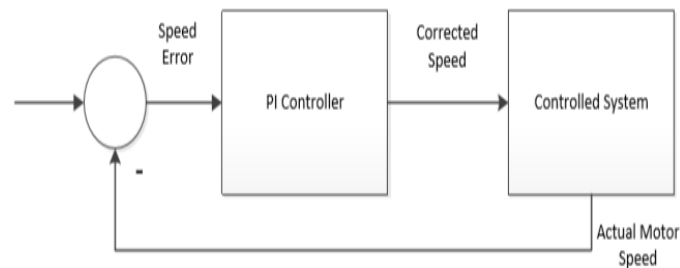 Speed
Error
PI Controller
Corrected
Speed
Controlled System
-
Actual Motor
Speed